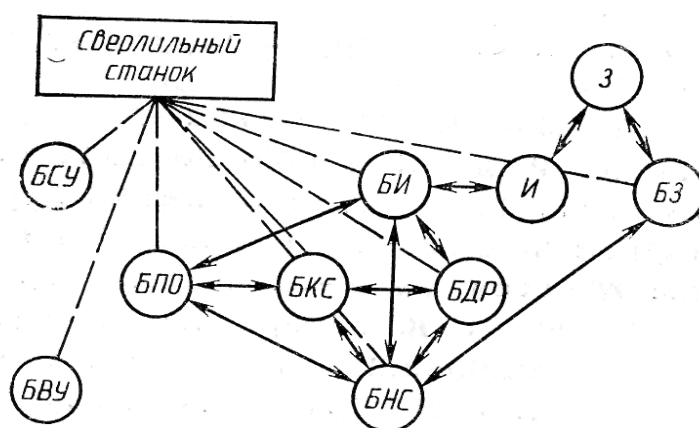 Сверлильный
станок
З
БСУ
БИ
И
БЗ
БПО
БКС
БДР
БВУ
БНС